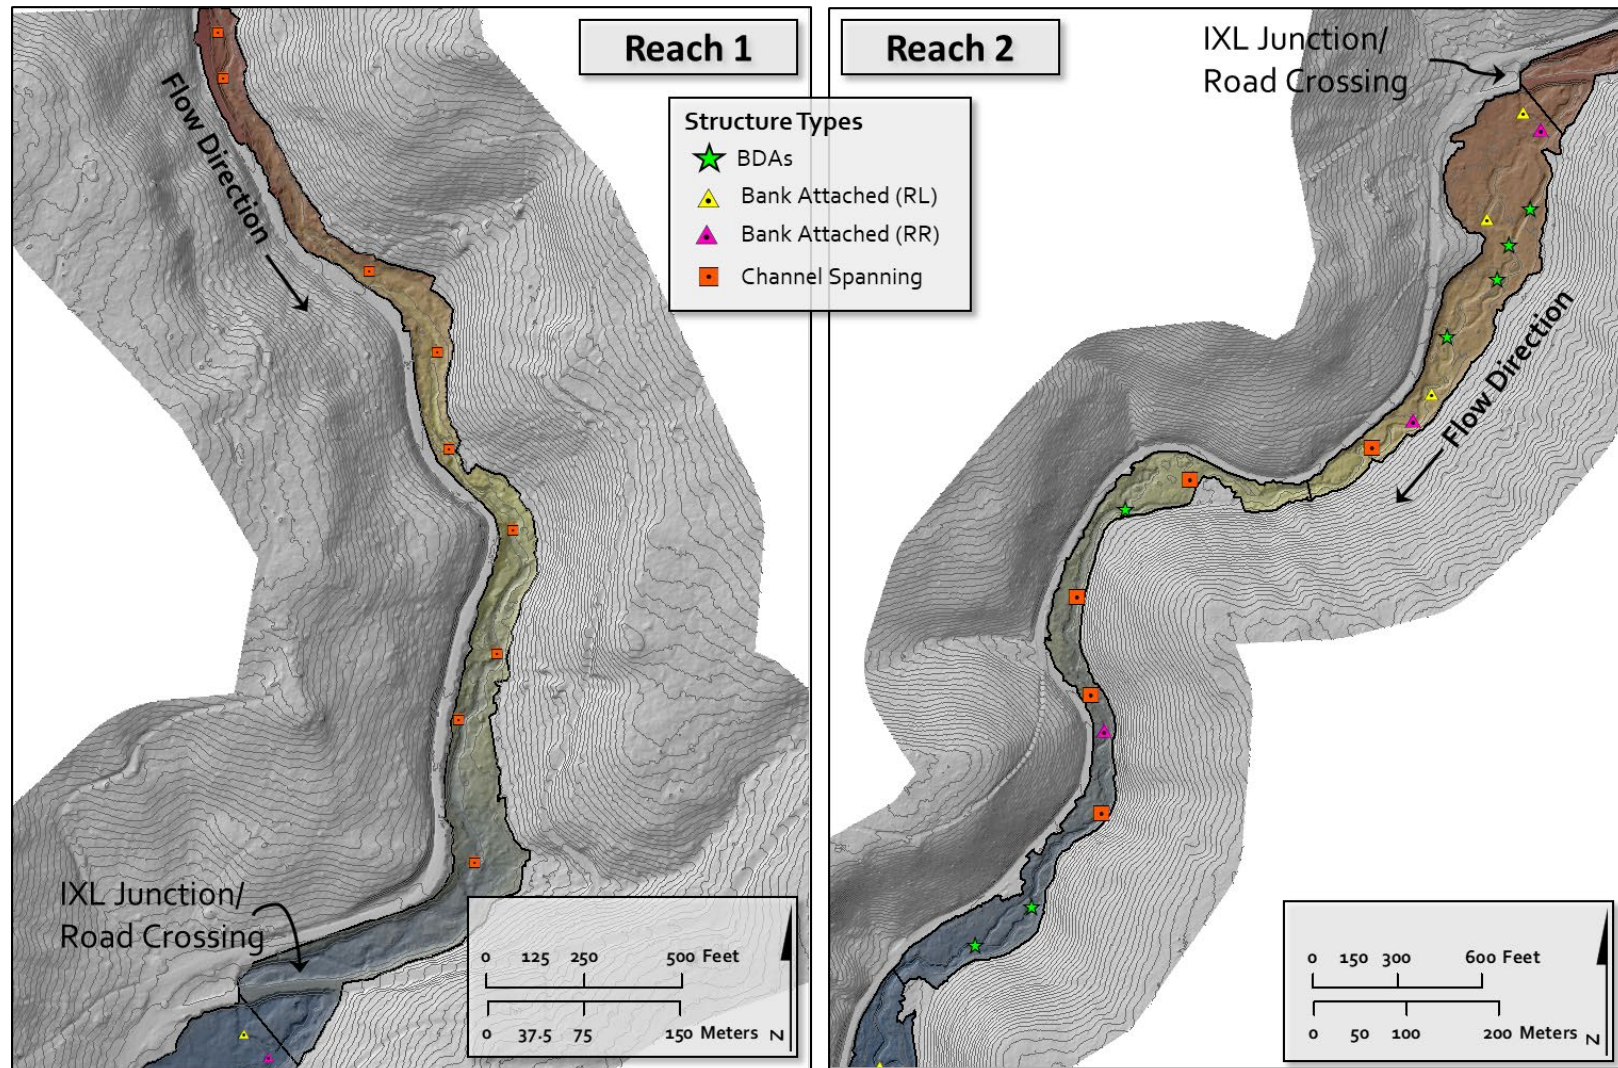 Reach 1
Reach 2
IXL Junction/
Road Crossing
Flow Direction
Structure Types
BDAs
Bank Attached (RL)
Bank Attached (RR)
Channel Spanning
Flow Direction
IXL Junction/
Road Crossing
0 125 250 500 Feet
0 37.5 75 150 Meters
N
0 150 300 600 Feet
0 50 100 200 Meters
N